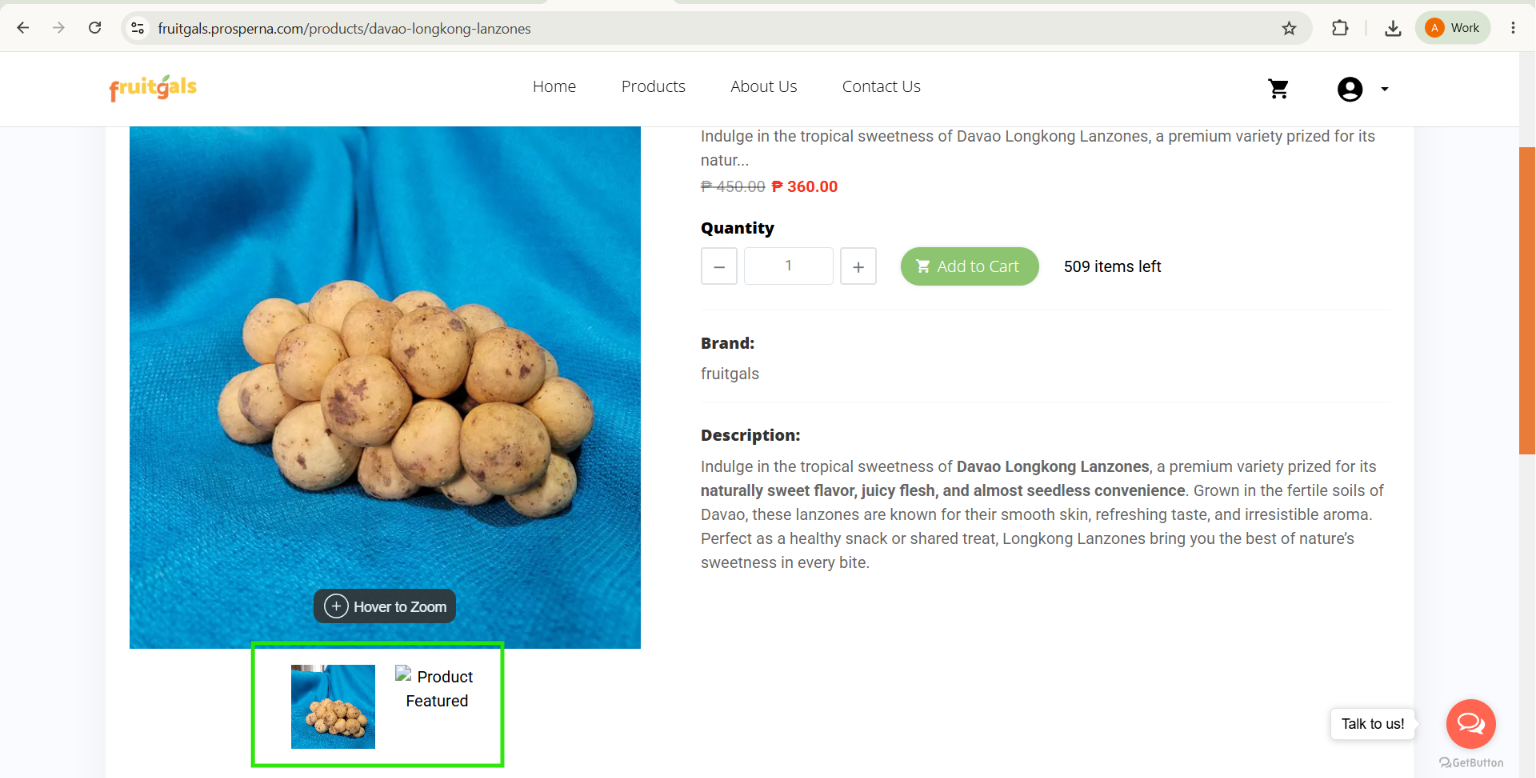 fruitgals.prosperna.com/products/davao-longkong-lanzones
A
Work
fruitgals
Home
Products
About Us
Contact Us
Indulge in the tropical sweetness of Davao Longkong Lanzones, a premium variety prized for its
natur...
₱ 450.00 ₱ 360.00
Quantity
− 1 +
Add to Cart
509 items left
Brand:
fruitgals
Description:
Indulge in the tropical sweetness of Davao Longkong Lanzones, a premium variety prized for its
naturally sweet flavor, juicy flesh, and almost seedless convenience. Grown in the fertile soils of
Davao, these lanzones are known for their smooth skin, refreshing taste, and irresistible aroma.
Perfect as a healthy snack or shared treat, Longkong Lanzones bring you the best of nature's
sweetness in every bite.
Hover to Zoom
Product
Featured
Talk to us!
GetButton